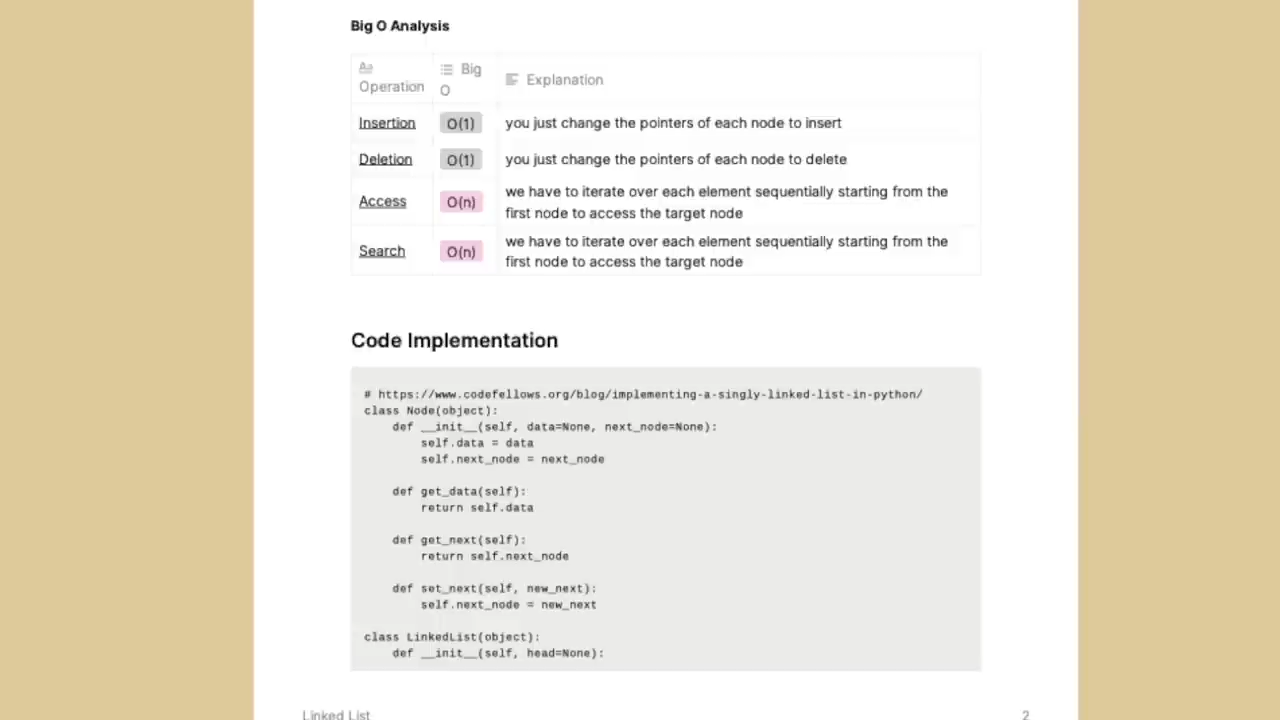 Big O Analysis
Aa Operation
Big O
Explanation
Insertion O(1) you just change the pointers of each node to insert
Deletion O(1) you just change the pointers of each node to delete
Access O(n) we have to iterate over each element sequentially starting from the
first node to access the target node
Search O(n) we have to iterate over each element sequentially starting from the
first node to access the target node
Code Implementation
# https://www.codefellows.org/blog/implementing-a-singly-linked-list-in-python/
class Node(object):
    def __init__(self, data=None, next_node=None):
        self.data = data
        self.next_node = next_node
    def get_data(self):
        return self.data
    def get_next(self):
        return self.next_node
    def set_next(self, new_next):
        self.next_node = new_next
class LinkedList(object):
    def __init__(self, head=None):
Linked List 2